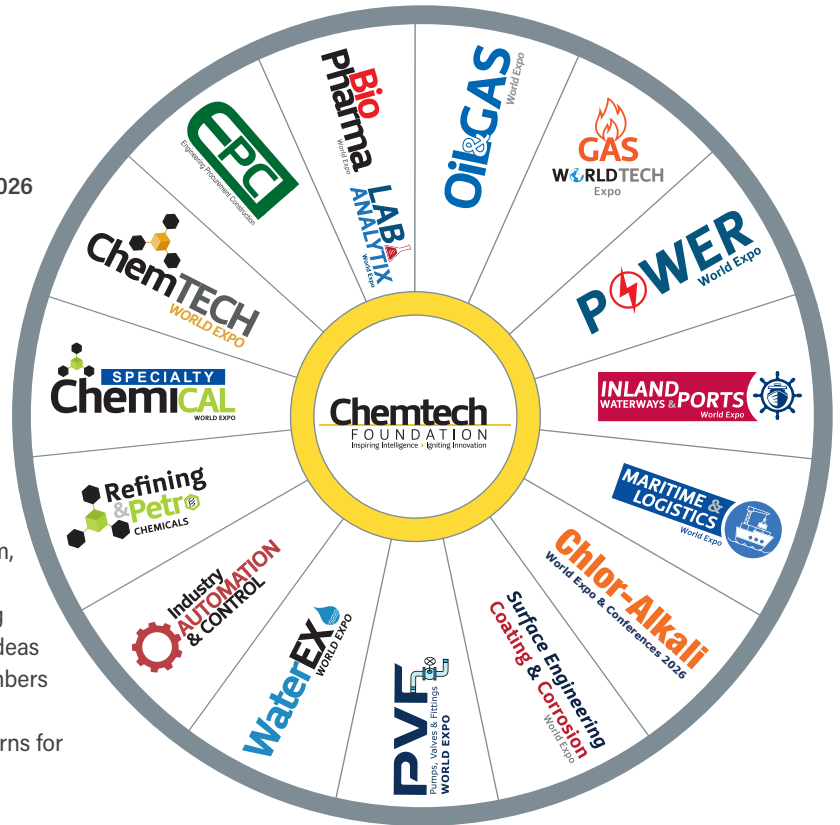 026
n,
g
deas
nbers
rns for
Chemtech
FOUNDATION
Inspiring Intelligence > Igniting Innovation
Oil&GAS
World Expo
GAS
WORLDTECH
Expo
POWER
World Expo
INLAND
WATERWAYS & PORTS
World Expo
MARITIME &
LOGISTICS
World Expo
Chlor-Alkali
World Expo & Conferences 2026
Surface Engineering
Coating & Corrosion
World Expo
PVF
Pumps, Valves & Fittings
WORLD EXPO
WaterEX
WORLD EXPO
Industry
AUTOMATION
& CONTROL
Refining
&Petro
CHEMICALS
SPECIALTY
ChemiCAL
WORLD EXPO
ChemTECH
WORLD EXPO
EPC
Engineering Procurement Construction
Bio
Pharma
World Expo
LAB
ANALYTIX
World Expo